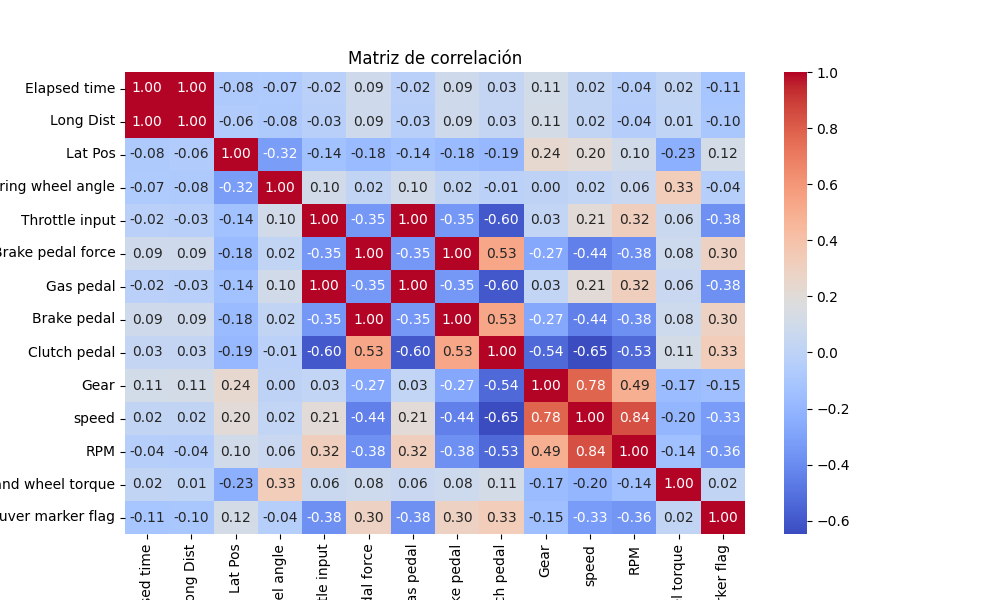 Matriz de correlación
Elapsed time 1.00 1.00 -0.08 -0.07 -0.02 0.09 -0.02 0.09 0.03 0.11 0.02 -0.04 0.02 -0.11
Long Dist 1.00 1.00 -0.06 -0.08 -0.03 0.09 -0.03 0.09 0.03 0.11 0.02 -0.04 0.01 -0.10
Lat Pos -0.08 -0.06 1.00 -0.32 -0.14 -0.18 -0.14 -0.18 -0.19 0.24 0.20 0.10 -0.23 0.12
ring wheel angle -0.07 -0.08 -0.32 1.00 0.10 0.02 0.10 0.02 -0.01 0.00 0.02 0.06 0.33 -0.04
Throttle input -0.02 -0.03 -0.14 0.10 1.00 -0.35 1.00 -0.35 -0.60 0.03 0.21 0.32 0.06 -0.38
Brake pedal force 0.09 0.09 -0.18 0.02 -0.35 1.00 -0.35 1.00 0.53 -0.27 -0.44 -0.38 0.08 0.30
Gas pedal -0.02 -0.03 -0.14 0.10 1.00 -0.35 1.00 -0.35 -0.60 0.03 0.21 0.32 0.06 -0.38
Brake pedal 0.09 0.09 -0.18 0.02 -0.35 1.00 -0.35 1.00 0.53 -0.27 -0.44 -0.38 0.08 0.30
Clutch pedal 0.03 0.03 -0.19 -0.01 -0.60 0.53 -0.60 0.53 1.00 -0.54 -0.65 -0.53 0.11 0.33
Gear 0.11 0.11 0.24 0.00 0.03 -0.27 0.03 -0.27 -0.54 1.00 0.78 0.49 -0.17 -0.15
speed 0.02 0.02 0.20 0.02 0.21 -0.44 0.21 -0.44 -0.65 0.78 1.00 0.84 -0.20 -0.33
RPM -0.04 -0.04 0.10 0.06 0.32 -0.38 0.32 -0.38 -0.53 0.49 0.84 1.00 -0.14 -0.36
and wheel torque 0.02 0.01 -0.23 0.33 0.06 0.08 0.06 0.08 0.11 -0.17 -0.20 -0.14 1.00 0.02
uver marker flag -0.11 -0.10 0.12 -0.04 -0.38 0.30 -0.38 0.30 0.33 -0.15 -0.33 -0.36 0.02 1.00
sed time
ong Dist
Lat Pos
el angle
tle input
dal force
as pedal
ke pedal
ch pedal
Gear
speed
RPM
l torque
rker flag
1.0
0.8
0.6
0.4
0.2
0.0
−0.2
−0.4
−0.6